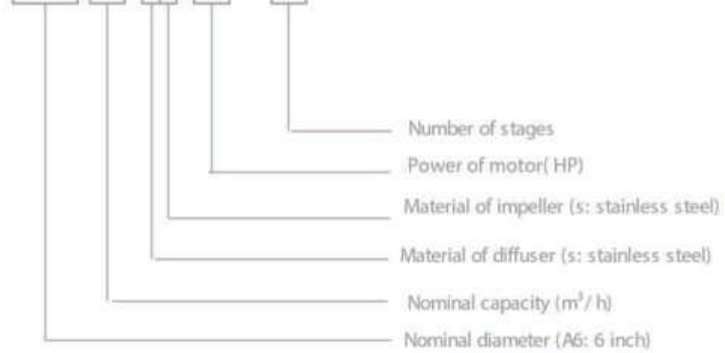 Number of stages
Power of motor( HP)
Material of impeller (s: stainless steel)
Material of diffuser (s: stainless steel)
Nominal capacity (m³/ h)
Nominal diameter (A6: 6 inch)